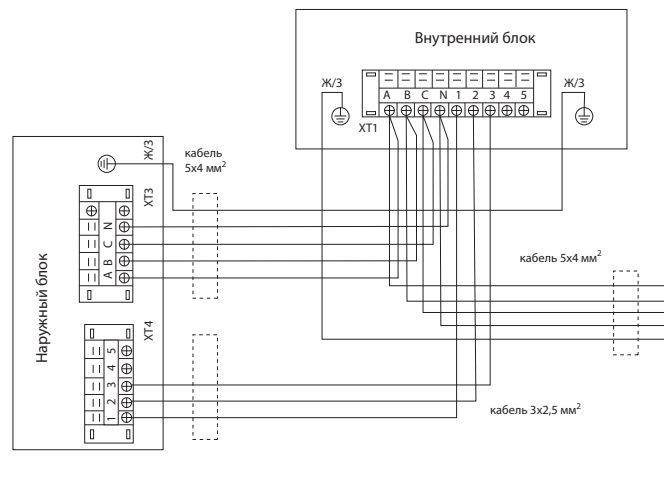 Внутренний блок
Ж/З
Ж/З
A B C N 1 2 3 4 5
XT1
Ж/З
кабель
5х4 мм²
XT3
N
C
B
A
кабель 5х4 мм²
Наружный блок
XT4
5
4
3
2
1
кабель 3х2,5 мм²